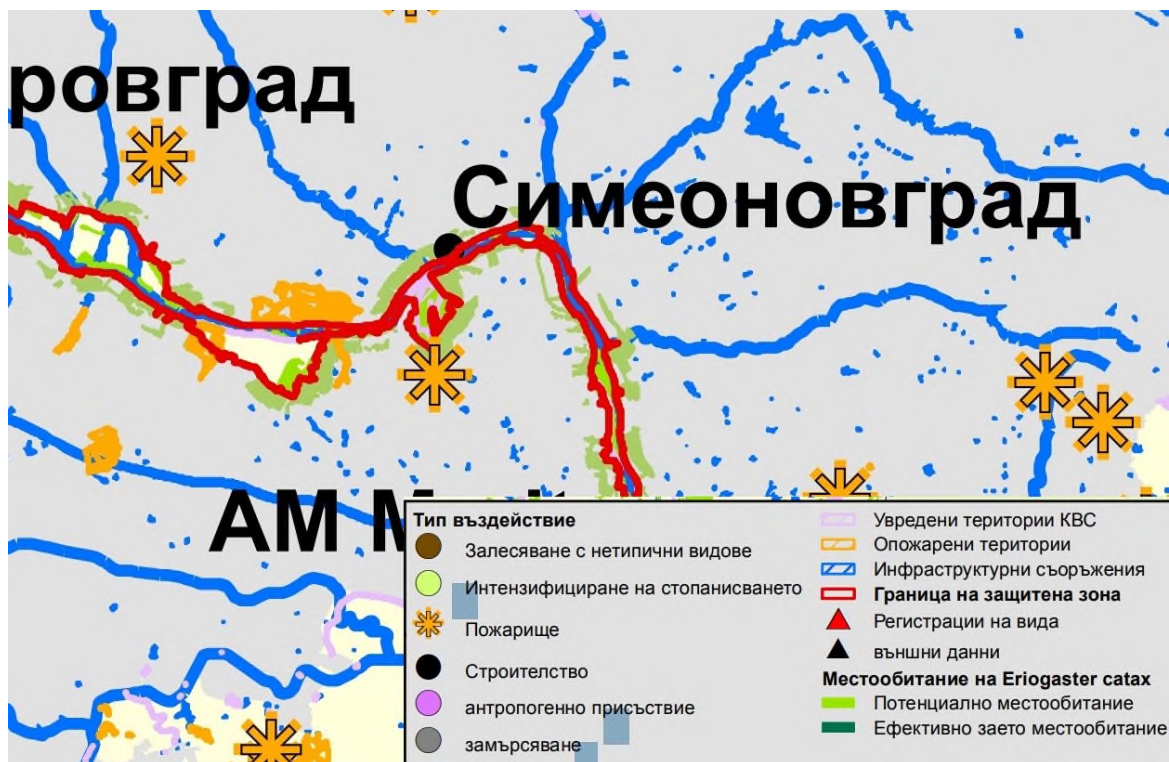 ровград
Симеоновград
АМ
Тип въздействие
Залесяване с нетипични видове
Интензифициране на стопанисването
Пожарище
Строителство
антропогенно присъствие
замърсяване
Увредени територии КВС
Опожарени територии
Инфраструктурни съоръжения
Граница на защитена зона
Регистрации на вида
външни данни
Местообитание на Eriogaster catax
Потенциално местообитание
Ефективно заето местообитание